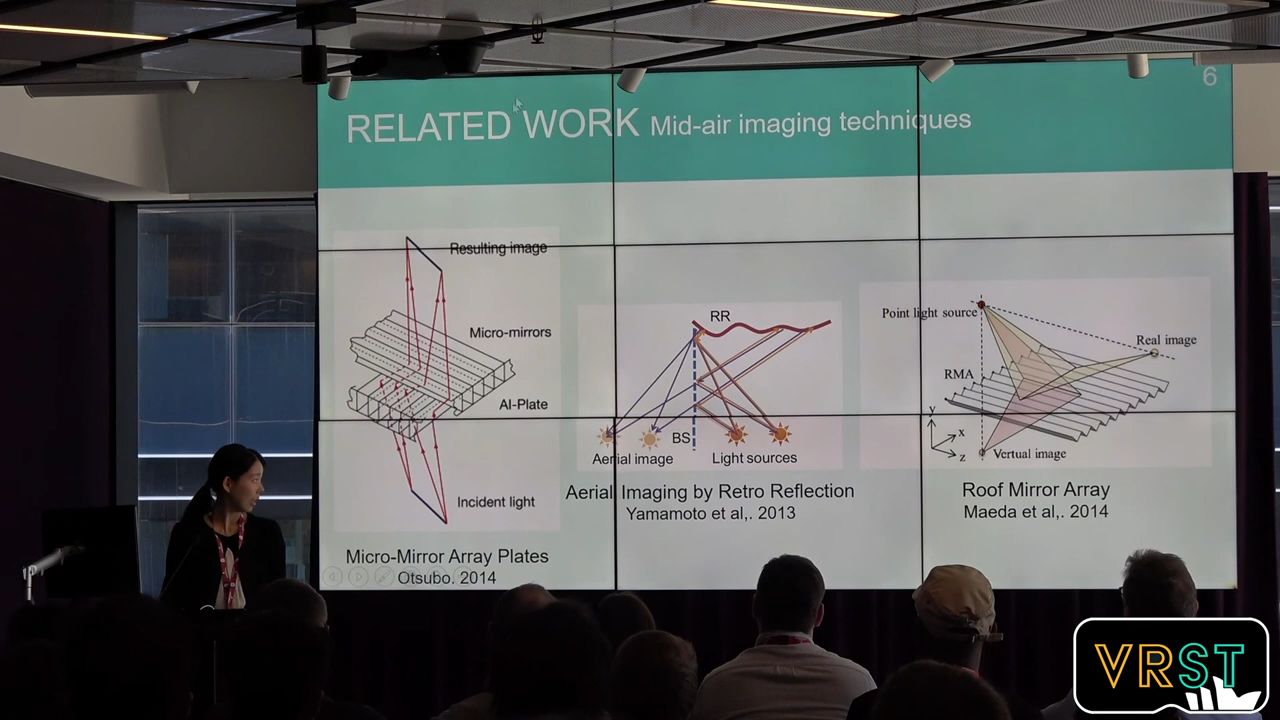 6
RELATED WORK Mid-air imaging techniques
Resulting image
Micro-mirrors
AI-Plate
Incident light
Micro-Mirror Array Plates
Otsubo. 2014
RR
BS
Aerial image
Light sources
Aerial Imaging by Retro Reflection
Yamamoto et al,. 2013
Point light source
Real image
RMA
y
x
z
Vertual image
Roof Mirror Array
Maeda et al,. 2014
VRST